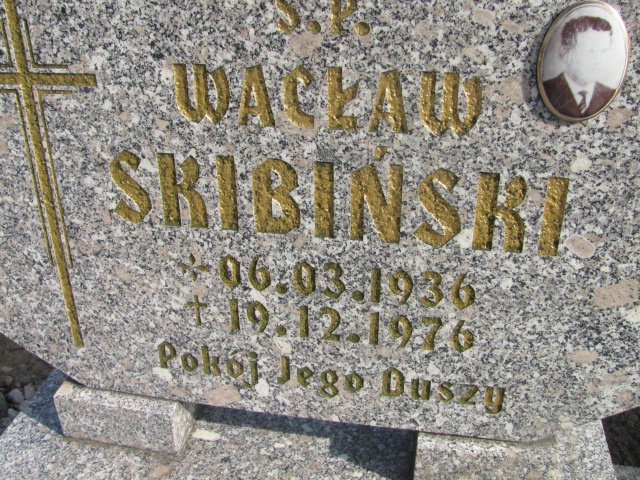 Ś.P.
WACŁAW
SKIBIŃSKI
* 06.03.1936
† 19.12.1976
Pokój Jego Duszy